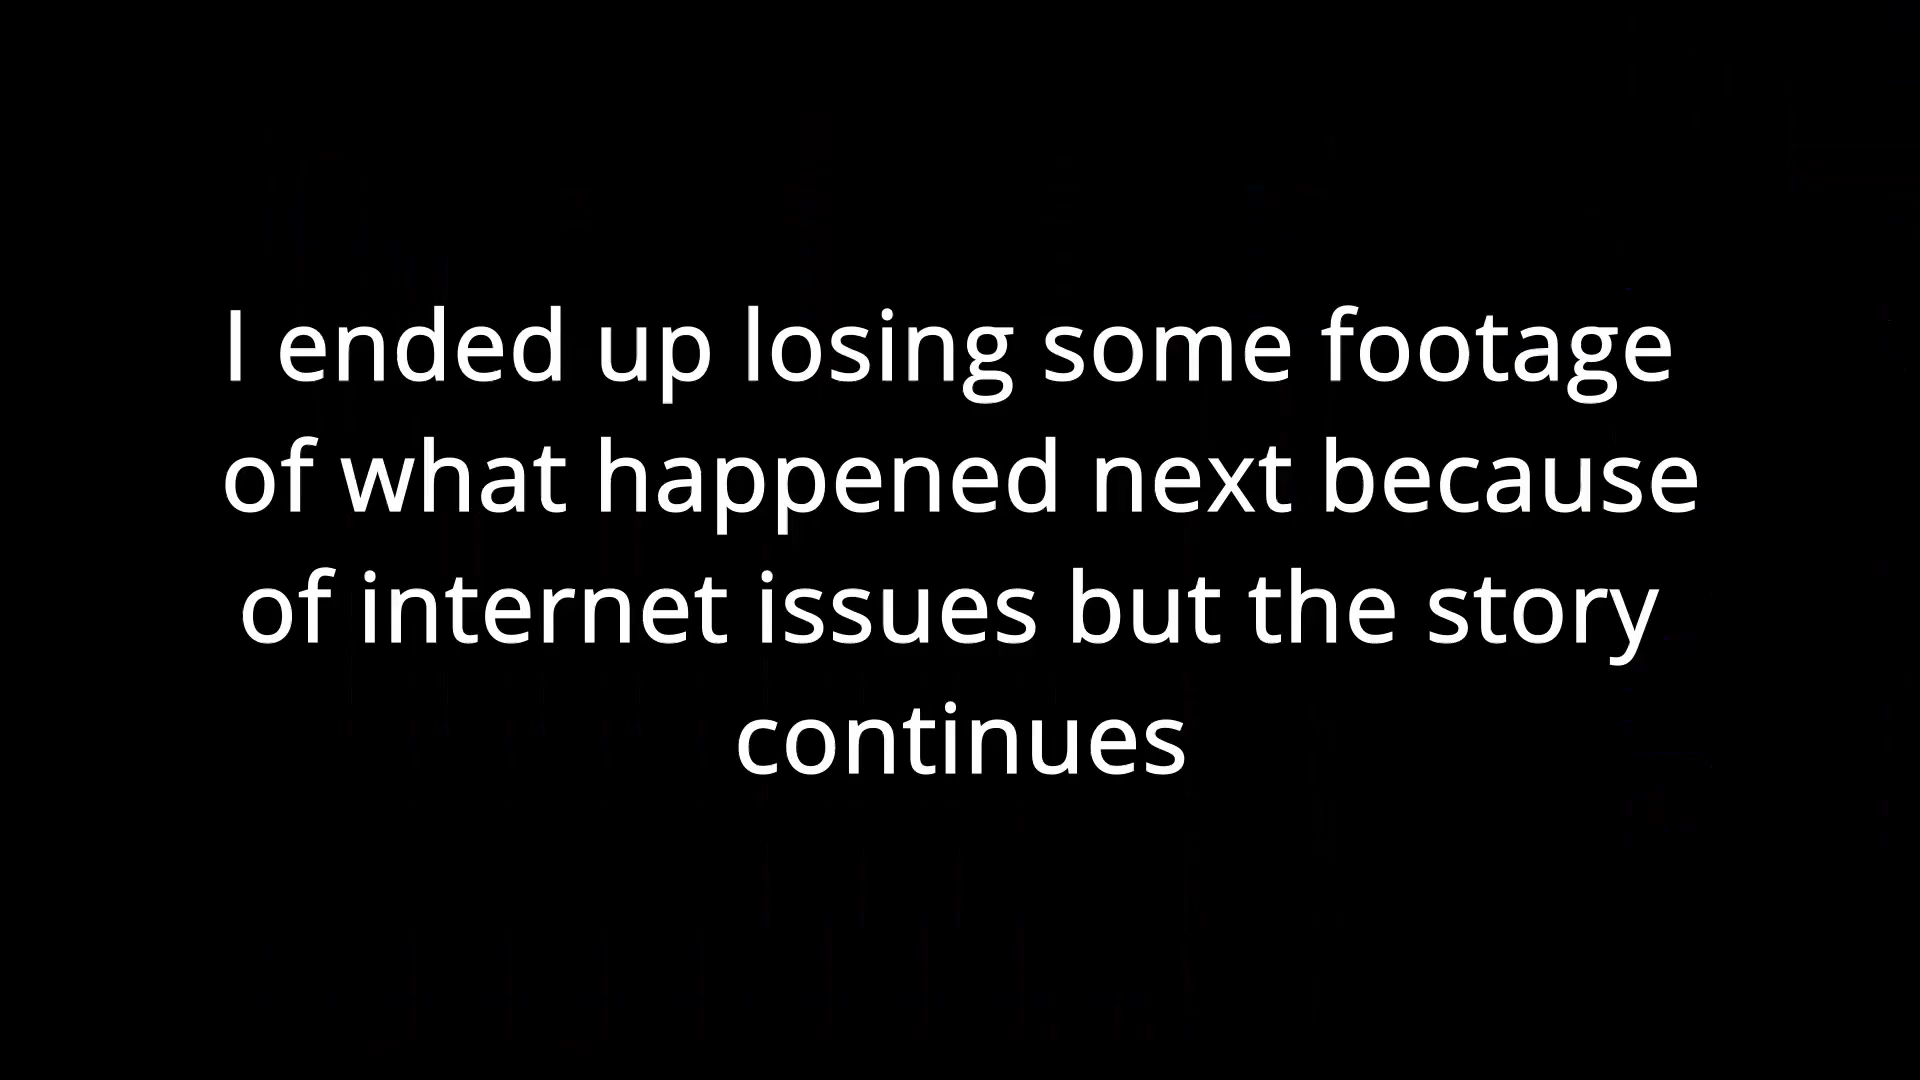 I ended up losing some footage
of what happened next because
of internet issues but the story
continues